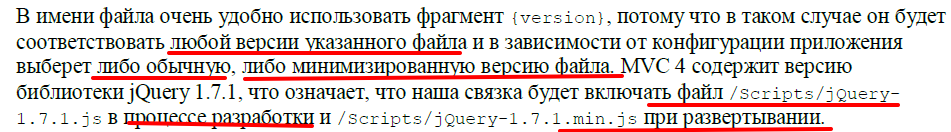 В имени файла очень удобно использовать фрагмент {version}, потому что в таком случае он будет
соответствовать любой версии указанного файла и в зависимости от конфигурации приложения
выберет либо обычную, либо минимизированную версию файла. MVC 4 содержит версию
библиотеки jQuery 1.7.1, что означает, что наша связка будет включать файл /Scripts/jQuery-
1.7.1.js в процессе разработки и /Scripts/jQuery-1.7.1.min.js при развертывании.